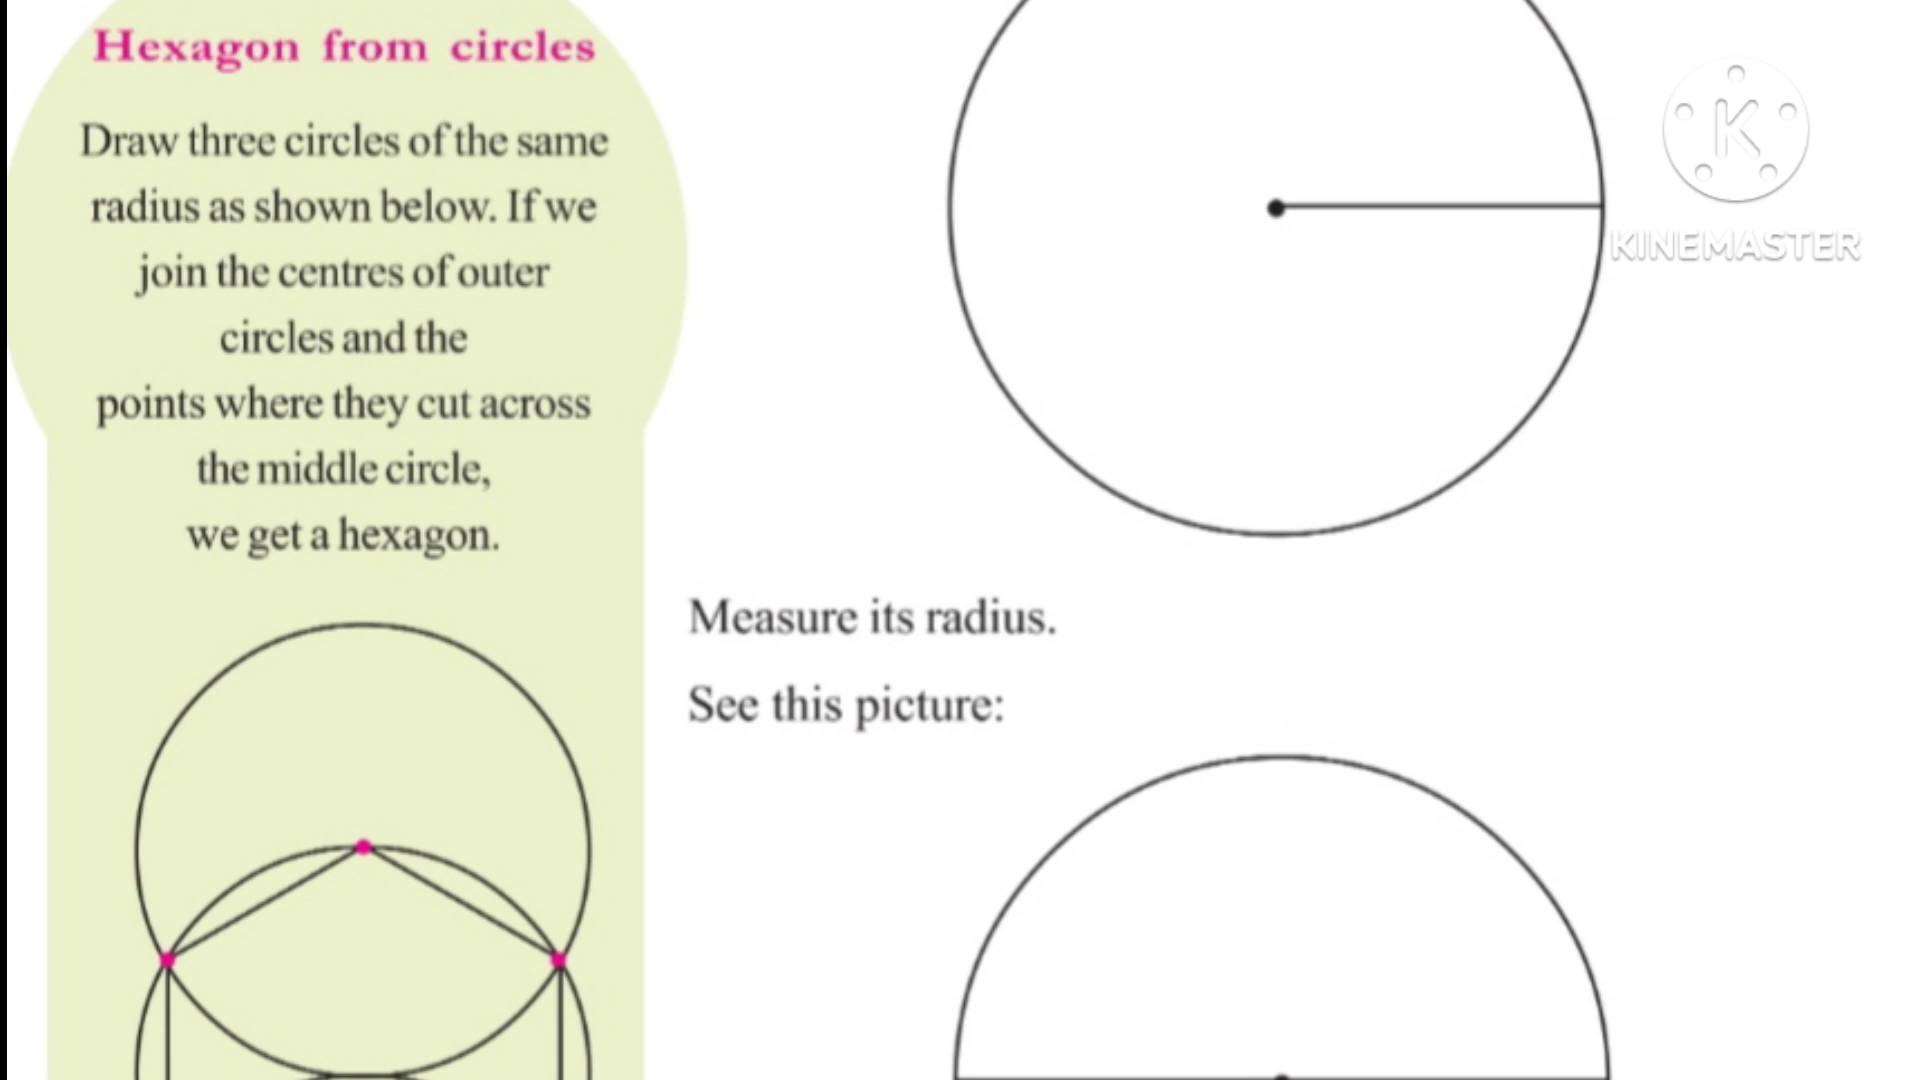 Hexagon from circles
Draw three circles of the same
radius as shown below. If we
join the centres of outer
circles and the
points where they cut across
the middle circle,
we get a hexagon.
Measure its radius.
See this picture:
K
KINEMASTER